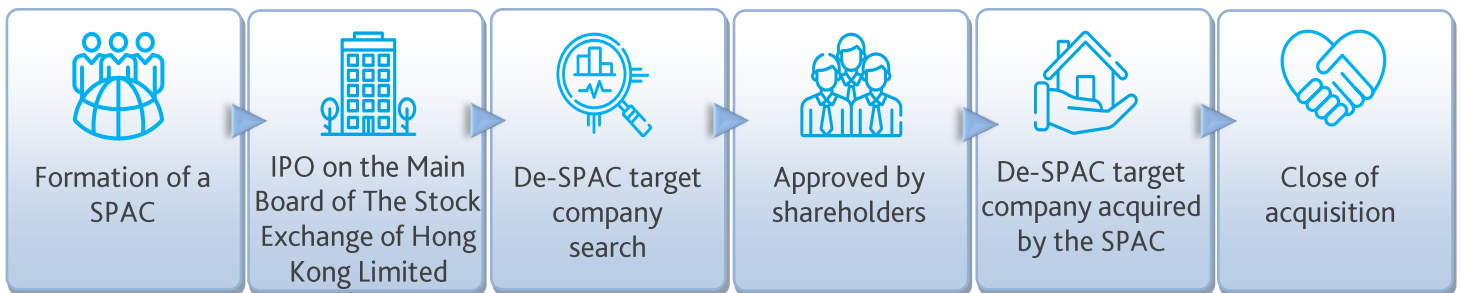 Formation of a
SPAC
IPO on the Main
Board of The Stock
Exchange of Hong
Kong Limited
De-SPAC target
company
search
Approved by
shareholders
De-SPAC target
company acquired
by the SPAC
Close of
acquisition